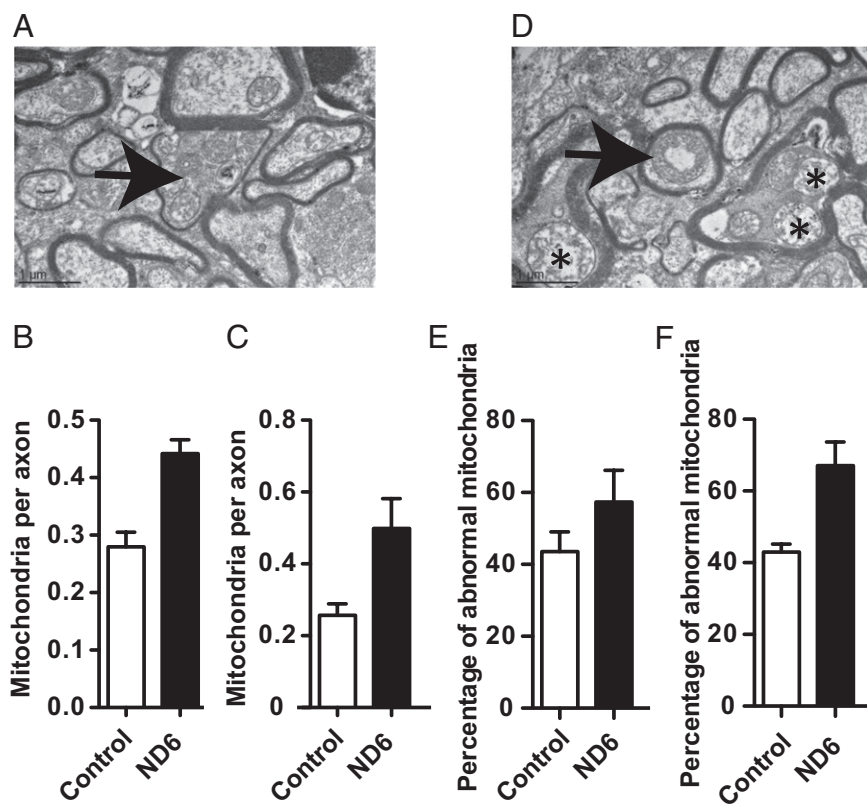 A
D
*
*
*
1 µm
1 µm
B
C
E
F
Mitochondria per axon
0.5
0.4
0.3
0.2
0.1
0.0
Control
ND6
Mitochondria per axon
0.8
0.6
0.4
0.2
0
Control
ND6
Percentage of abnormal mitochondria
80
60
40
20
0
Control
ND6
Percentage of abnormal mitochondria
80
60
40
20
0
Control
ND6